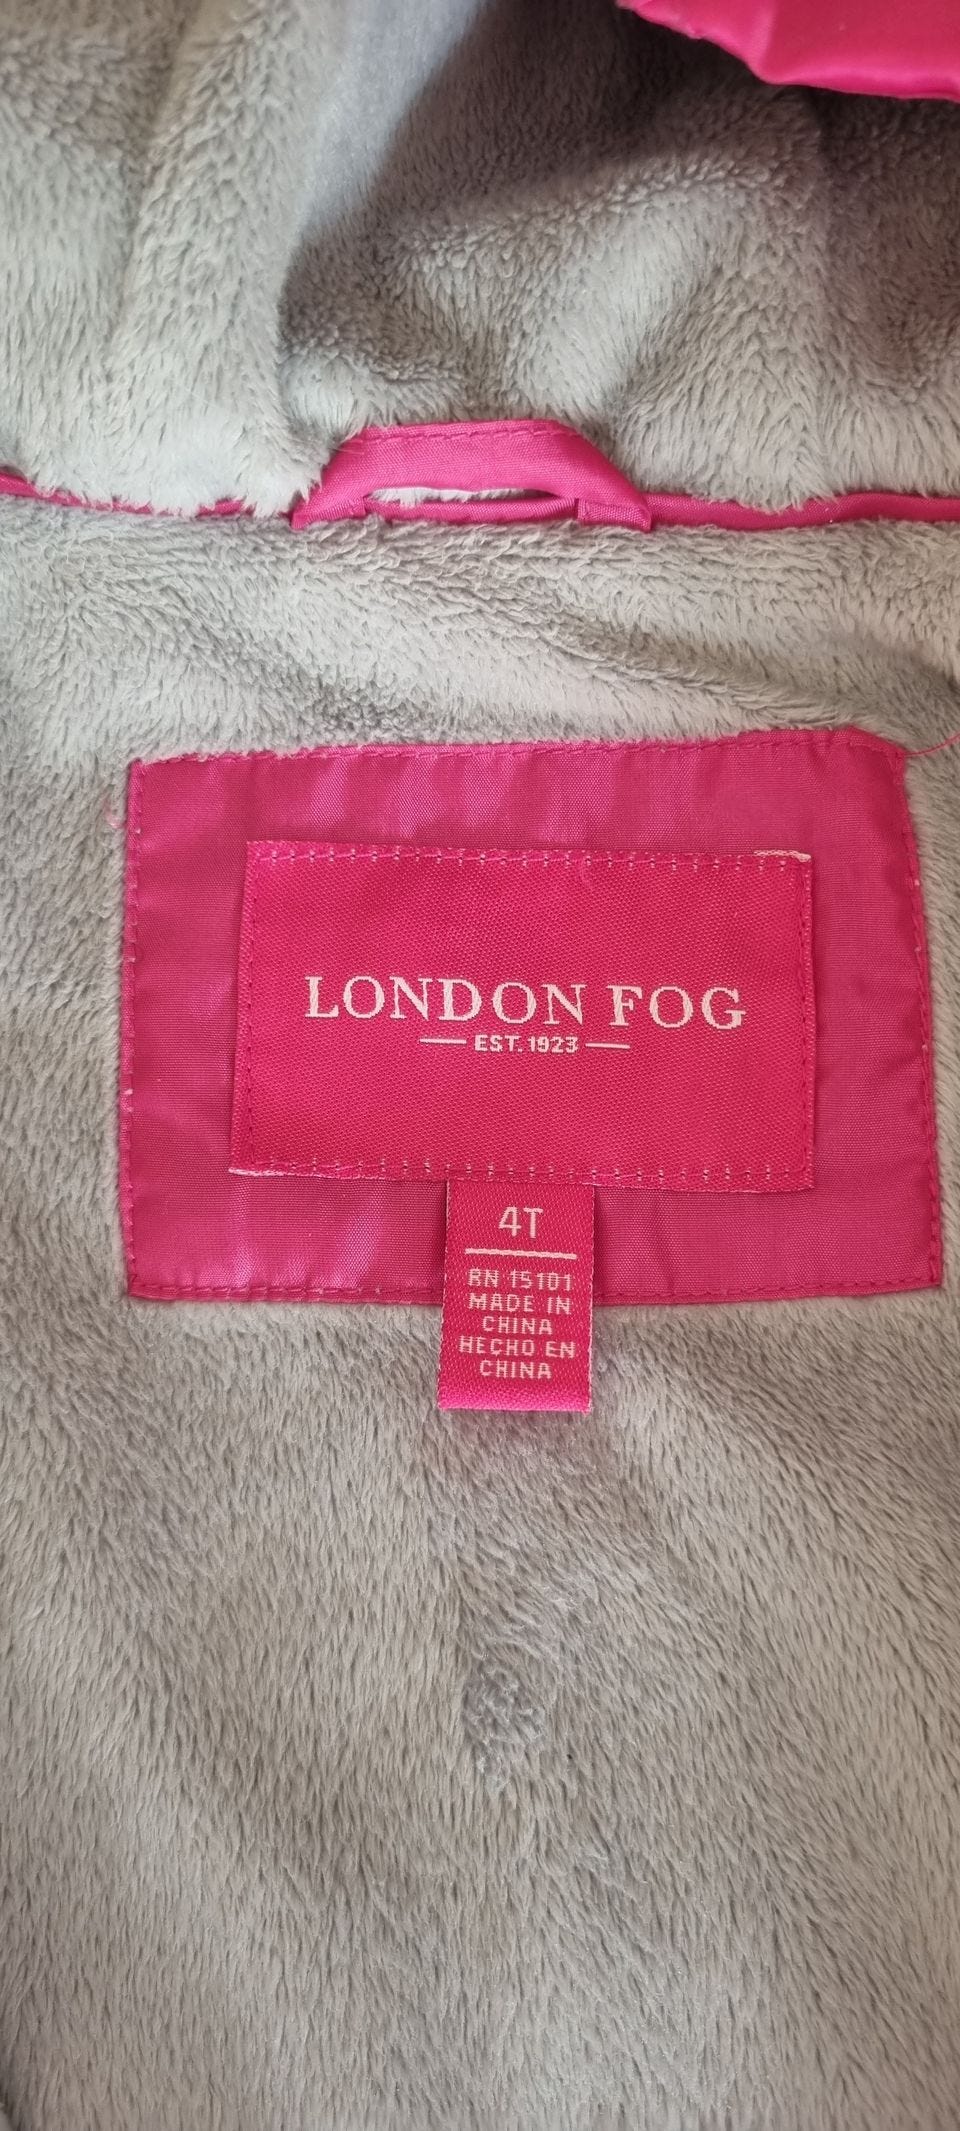 LONDON FOG
EST. 1923
4T
RN 15101
MADE IN
CHINA
HECHO EN
CHINA